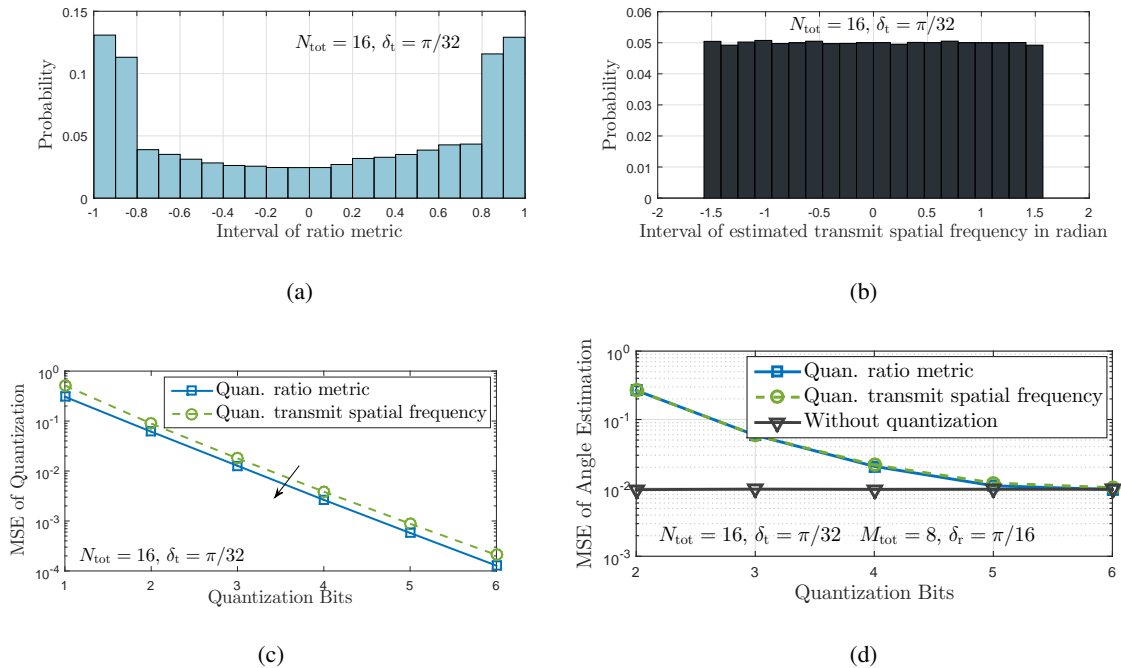 0.15
0.1
0.05
0
Probability
N_tot = 16, δ_t = π/32
-1 -0.8 -0.6 -0.4 -0.2 0 0.2 0.4 0.6 0.8 1
Interval of ratio metric
(a)
0.06
0.05
0.04
0.03
0.02
0.01
0
Probability
N_tot = 16, δ_t = π/32
-2 -1.5 -1 -0.5 0 0.5 1 1.5 2
Interval of estimated transmit spatial frequency in radian
(b)
10^0
10^-1
10^-2
10^-3
10^-4
MSE of Quantization
Quan. ratio metric
Quan. transmit spatial frequency
N_tot = 16, δ_t = π/32
1 2 3 4 5 6
Quantization Bits
(c)
10^0
10^-1
10^-2
10^-3
MSE of Angle Estimation
Quan. ratio metric
Quan. transmit spatial frequency
Without quantization
N_tot = 16, δ_t = π/32 M_tot = 8, δ_r = π/16
2 3 4 5 6
Quantization Bits
(d)